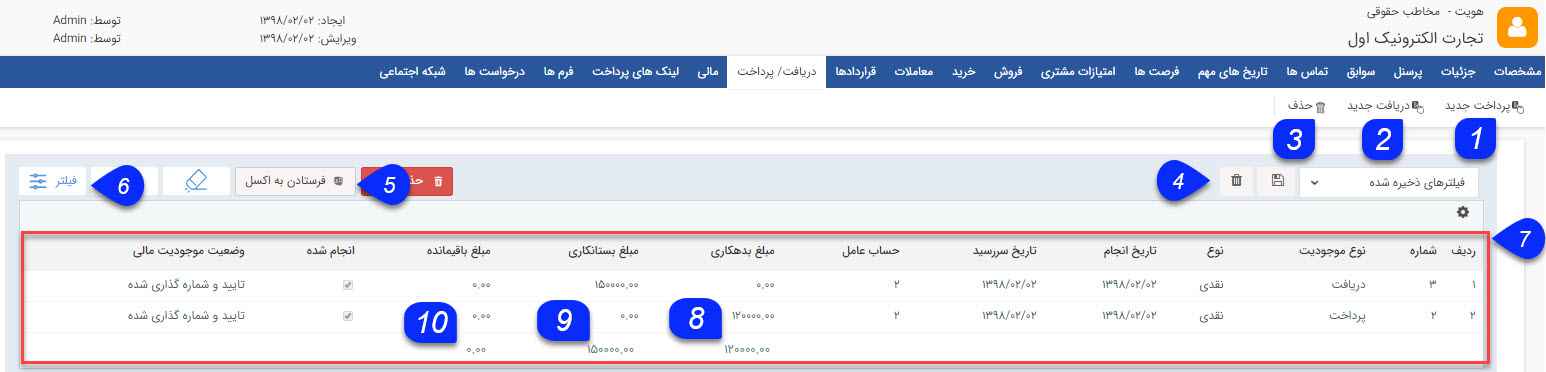 هویت - مخاطب حقوقی
تجارت الکترونیک اول
ایجاد: ۱۳۹۸/۰۲/۰۲ توسط: Admin
ویرایش: ۱۳۹۸/۰۲/۰۲ توسط: Admin
مشخصات جزئیات پرسنل سوابق تماس ها تاریخ های مهم فرصت ها امتیازات مشتری فروش خرید معاملات قراردادها دریافت/ پرداخت مالی لینک های پرداخت فرم ها درخواست ها شبکه اجتماعی
پرداخت جدید دریافت جدید حذف
1 2 3
فیلترهای ذخیره شده 4 5 فرستادن به اکسل 6 فیلتر
7
ردیف شماره نوع موجودیت نوع تاریخ انجام تاریخ سررسید حساب عامل مبلغ بدهکاری مبلغ بستانکاری مبلغ باقیمانده انجام شده وضعیت موجودیت مالی
۱ ۳ دریافت نقدی ۱۳۹۸/۰۲/۰۲ ۱۳۹۸/۰۲/۰۲ ۲ ۰,۰۰ ۱۵۰۰۰۰,۰۰ ۰,۰۰ تایید و شماره گذاری شده
۲ ۲ پرداخت نقدی ۱۳۹۸/۰۲/۰۲ ۱۳۹۸/۰۲/۰۲ ۲ ۱۲۰۰۰۰,۰۰ ۰,۰۰ ۰,۰۰ تایید و شماره گذاری شده
8 9 10
۱۲۰۰۰۰,۰۰ ۱۵۰۰۰۰,۰۰ ۰,۰۰